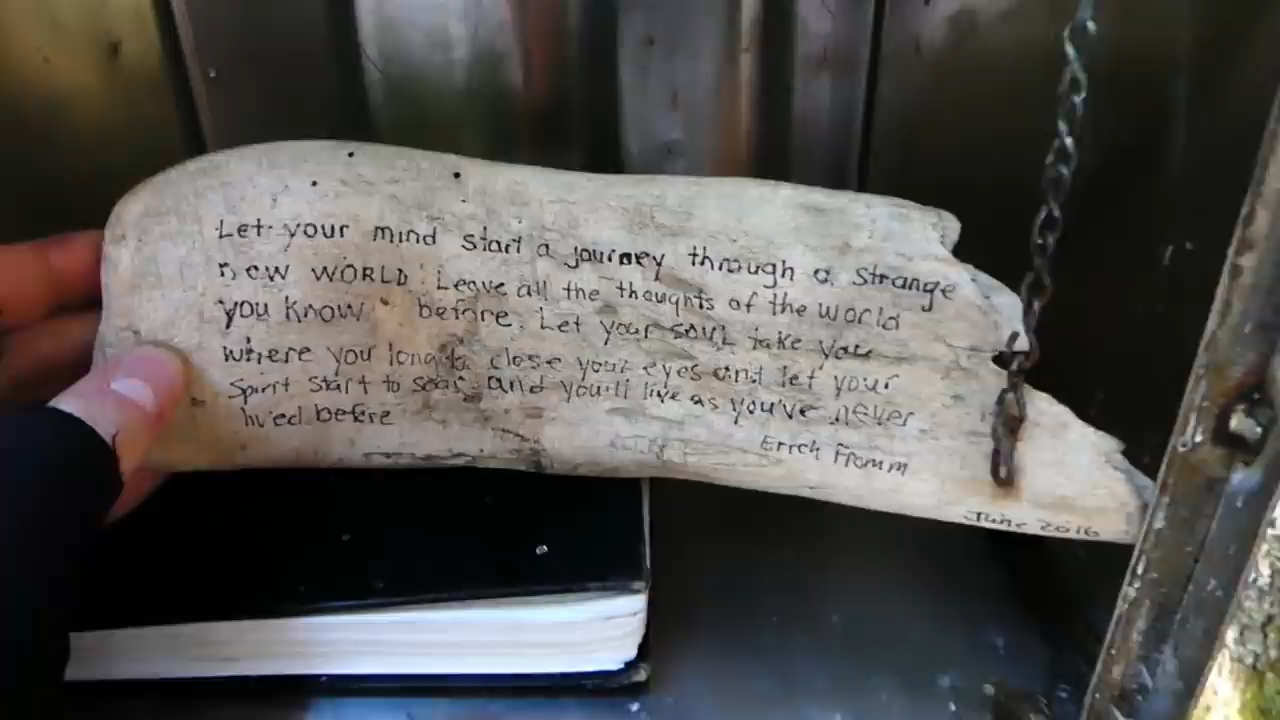 Let your mind start a journey through a strange
new WORLD! Leave all the thoughts of the world
you know before. Let your SOUL take you
where you long to close your eyes and let your
Spirit Start to soar and you'll live as you've never
lived before
Erich Fromm
June 2016